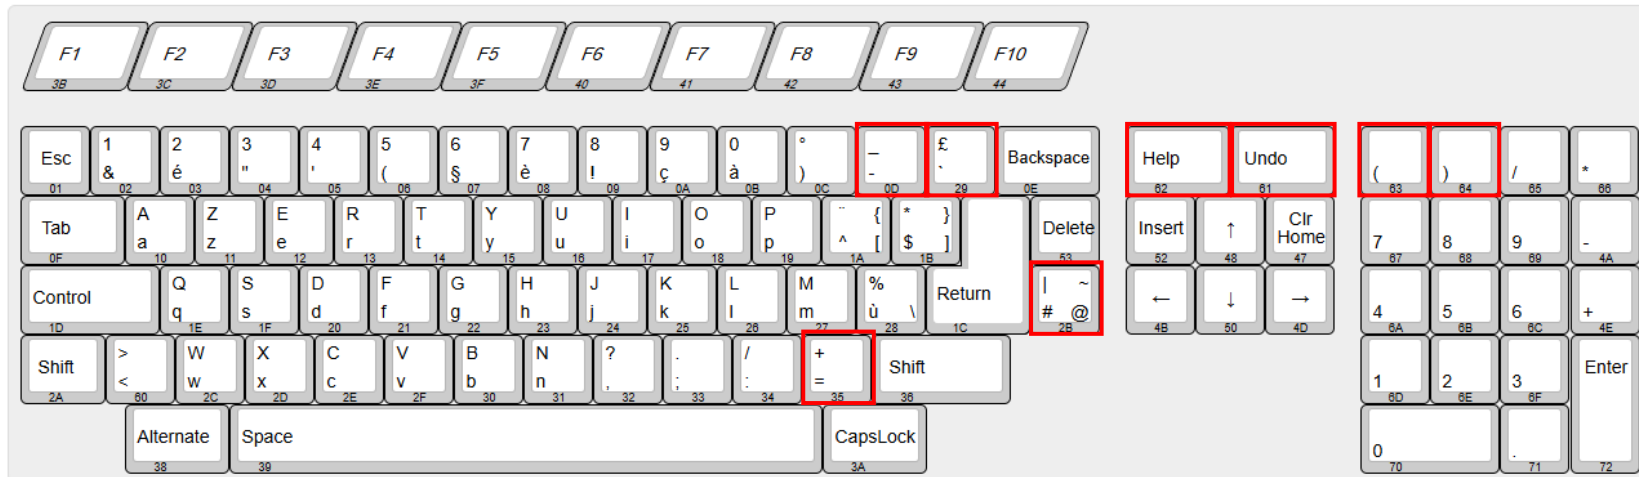 F1 F2 F3 F4 F5 F6 F7 F8 F9 F10
3B 3C 3D 3E 3F 40 41 42 43 44
1 2 3 4 5 6 7 8 9 0 ° _ £
Esc Backspace Help Undo
& é " ' ( § è ! ç à ) - ` ( ) / *
01 02 03 04 05 06 07 08 09 0A 0B 0C 0D 29 0E 62 61 63 64 65 66
A Z E R T Y U I O P ¨ { * }
Tab Delete Insert ↑ Clr Home
a z e r t y u i o p ^ [ $ ] 7 8 9 -
0F 10 11 12 13 14 15 16 17 18 19 1A 1B 53 52 48 47 67 68 69 4A
Q S D F G H J K L M % | ~
Control Return ← ↓ →
q s d f g h j k l m ù \ # @ 4 5 6 +
1D 1E 1F 20 21 22 23 24 25 26 27 28 1C 2B 4B 50 4D 6A 6B 6C 4E
> W X C V B N ? . / +
Shift Shift Enter
< w x c v b n , ; : = 1 2 3
2A 60 2C 2D 2E 2F 30 31 32 33 34 35 36 6D 6E 6F
Alternate Space CapsLock
0 .
38 39 3A 70 71 72